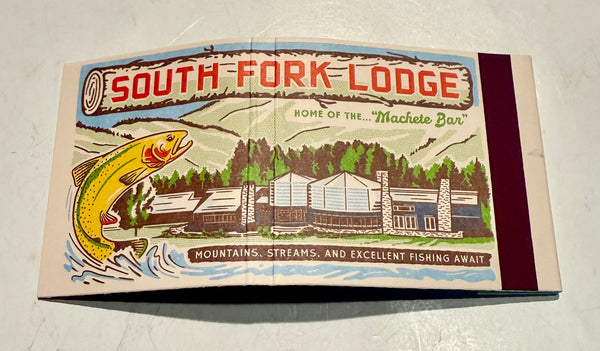 SOUTH FORK LODGE
HOME OF THE... "Machete Bar"
MOUNTAINS, STREAMS, AND EXCELLENT FISHING AWAIT